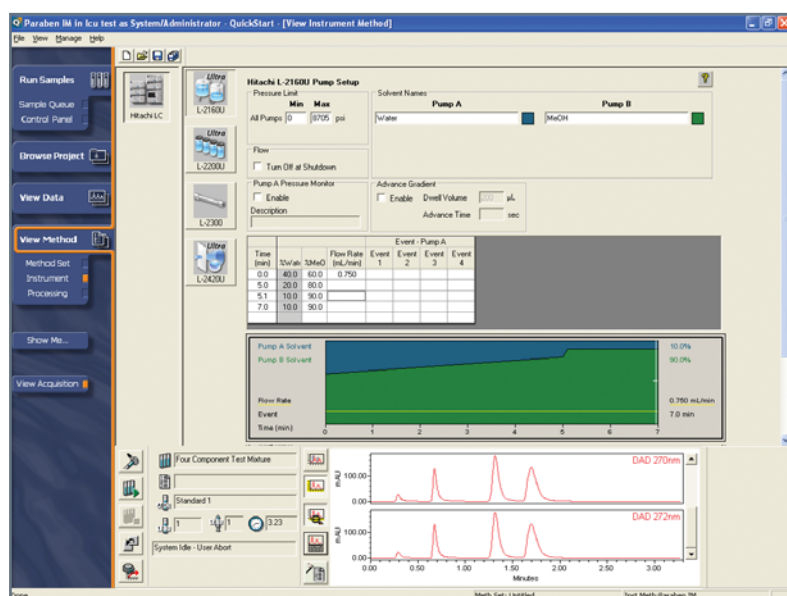 Paraben IM in Icu test as System/Administrator - QuickStart - [View Instrument Method]
File View Manage Help
Run Samples
Sample Queue
Control Panel
Browse Project
View Data
View Method
Method Set
Instrument
Processing
Show Me...
View Acquisition
Hitachi LC
Ultra
L-2160U
Ultra
L-2200U
L-2300
Ultra
L-2420U
Hitachi L-2160U Pump Setup
Pressure Limit
Min Max
All Pumps 0 8705 psi
Solvent Names
Pump A Pump B
Water MeOH
Flow
Turn Off at Shutdown
Pump A Pressure Monitor
Enable
Description
Advance Gradient
Enable Dwell Volume 200 µL
Advance Time sec
Event - Pump A
Time (min) %Wate %MeO Flow Rate (mL/min) Event 1 Event 2 Event 3 Event 4
0.0 40.0 60.0 0.750
5.0 20.0 80.0
5.1 10.0 90.0
7.0 10.0 90.0
Pump A Solvent 10.0%
Pump B Solvent 90.0%
Flow Rate 0.750 mL/min
Event 7.0 min
Time (min) 0 1 2 3 4 5 6 7
Four Component Test Mixture
Standard 1
1 1 3.23
System Idle - User Abort
DAD 270nm
mAU
100.00
0.00
DAD 272nm
mAU
100.00
0.00
0.00 0.50 1.00 1.50 2.00 2.50 3.00
Minutes
Done Meth Set: Untitled Inst Meth:Paraben IM